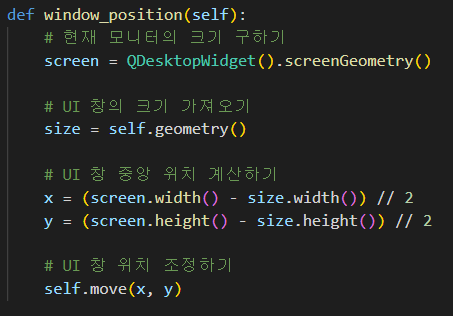 def window_position(self):
    # 현재 모니터의 크기 구하기
    screen = QDesktopWidget().screenGeometry()
    # UI 창의 크기 가져오기
    size = self.geometry()
    # UI 창 중앙 위치 계산하기
    x = (screen.width() - size.width()) // 2
    y = (screen.height() - size.height()) // 2
    # UI 창 위치 조정하기
    self.move(x, y)